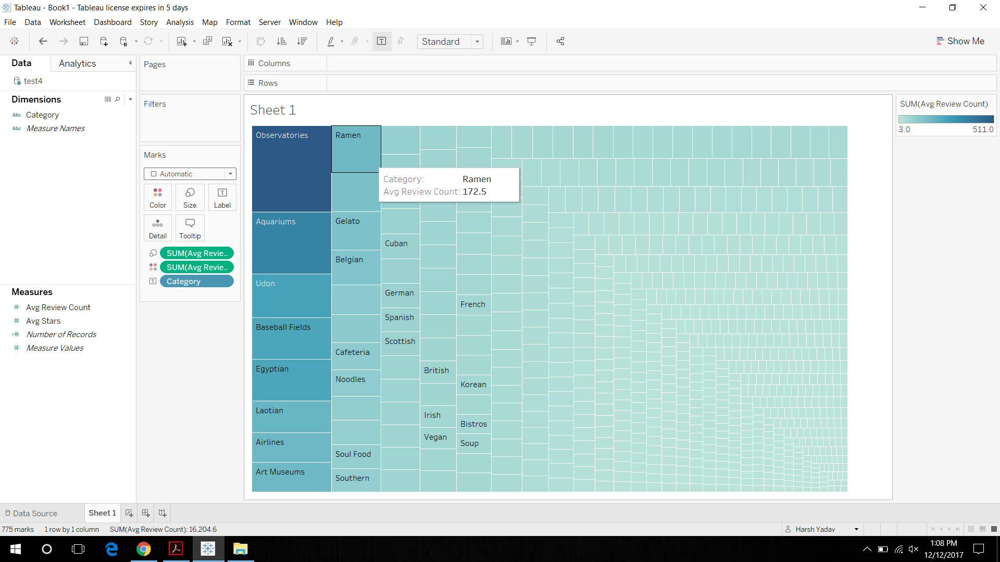 Tableau - Book1 - Tableau license expires in 5 days
File Data Worksheet Dashboard Story Analysis Map Format Server Window Help
Standard
Show Me
Data Analytics
test4
Dimensions
Abc Category
Abc Measure Names
Measures
Avg Review Count
Avg Stars
Number of Records
Measure Values
Pages
Filters
Marks
Automatic
Color Size Label
Detail Tooltip
SUM(Avg Revie..
SUM(Avg Revie..
Category
Columns
Rows
Sheet 1
Observatories
Aquariums
Udon
Baseball Fields
Egyptian
Laotian
Airlines
Art Museums
Ramen
Gelato
Belgian
Cafeteria
Noodles
Soul Food
Southern
Cuban
German
Spanish
Scottish
British
Irish
Vegan
French
Korean
Bistros
Soup
Category: Ramen
Avg Review Count: 172.5
SUM(Avg Review Count)
3.0 511.0
Data Source Sheet 1
775 marks 1 row by 1 column SUM(Avg Review Count): 16,204.6
Harsh Yadav
1:08 PM
12/12/2017